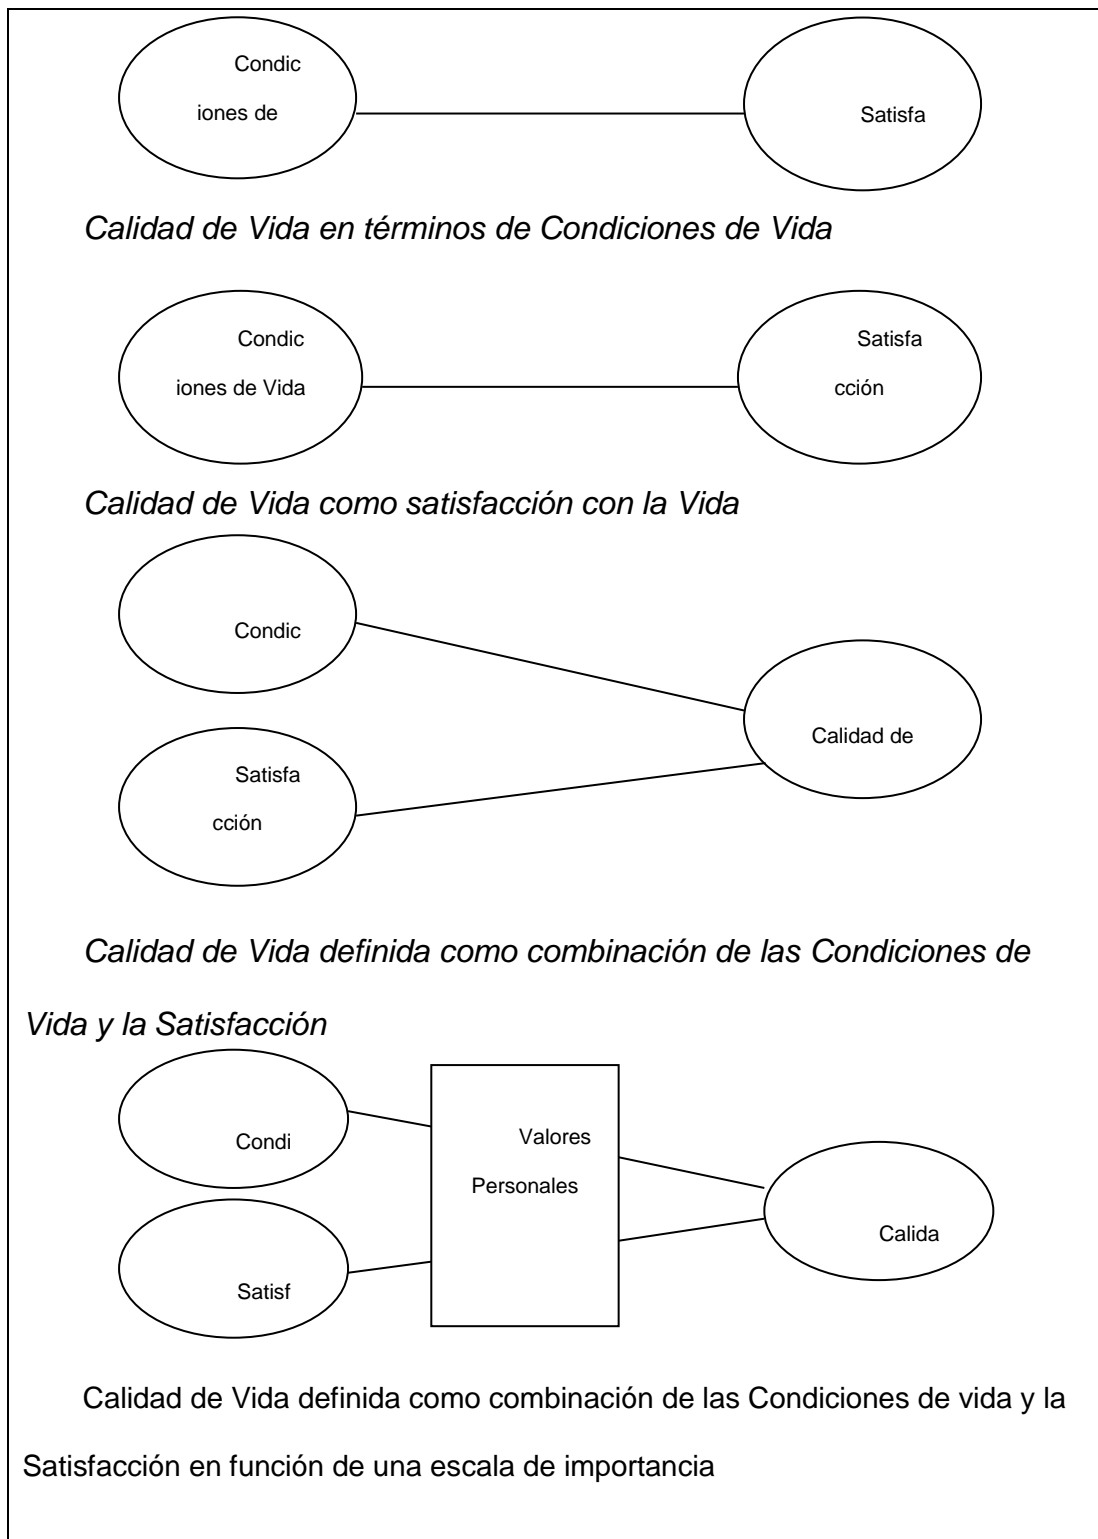 Condic
iones de
Satisfa
Calidad de Vida en términos de Condiciones de Vida
Condic
iones de Vida
Satisfa
cción
Calidad de Vida como satisfacción con la Vida
Condic
Calidad de
Satisfa
cción
Calidad de Vida definida como combinación de las Condiciones de
Vida y la Satisfacción
Condi
Valores
Personales
Calida
Satisf
Calidad de Vida definida como combinación de las Condiciones de vida y la
Satisfacción en función de una escala de importancia